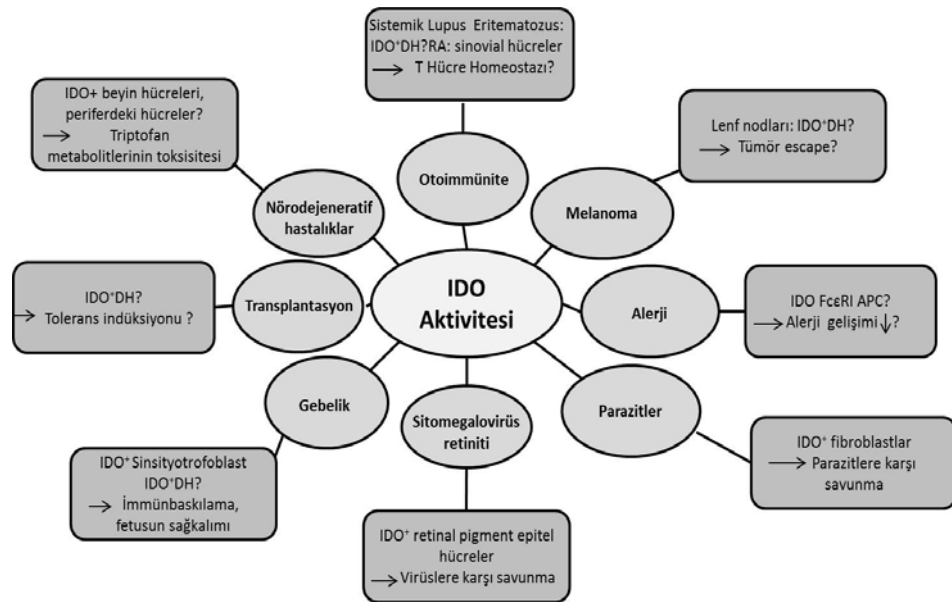 Sistemik Lupus Eritematozus:
IDO⁺DH?RA: sinovial hücreler
→ T Hücre Homeostazı?
IDO+ beyin hücreleri,
periferdeki hücreler?
→ Triptofan
metabolitlerinin toksisitesi
Lenf nodları: IDO⁺DH?
→ Tümör escape?
Otoimmünite
Nörodejeneratif
hastalıklar
Melanoma
IDO⁺DH?
→ Tolerans indüksiyonu ?
Transplantasyon
IDO
Aktivitesi
Alerji
IDO FcεRI APC?
→ Alerji gelişimi ↓?
Gebelik
Sitomegalovirüs
retiniti
Parazitler
IDO⁺ Sinsityotrofoblast
IDO⁺DH?
→ İmmünbaskılama,
fetusun sağkalımı
IDO⁺ retinal pigment epitel
hücreler
→ Virüslere karşı savunma
IDO⁺ fibroblastlar
→ Parazitlere karşı
savunma